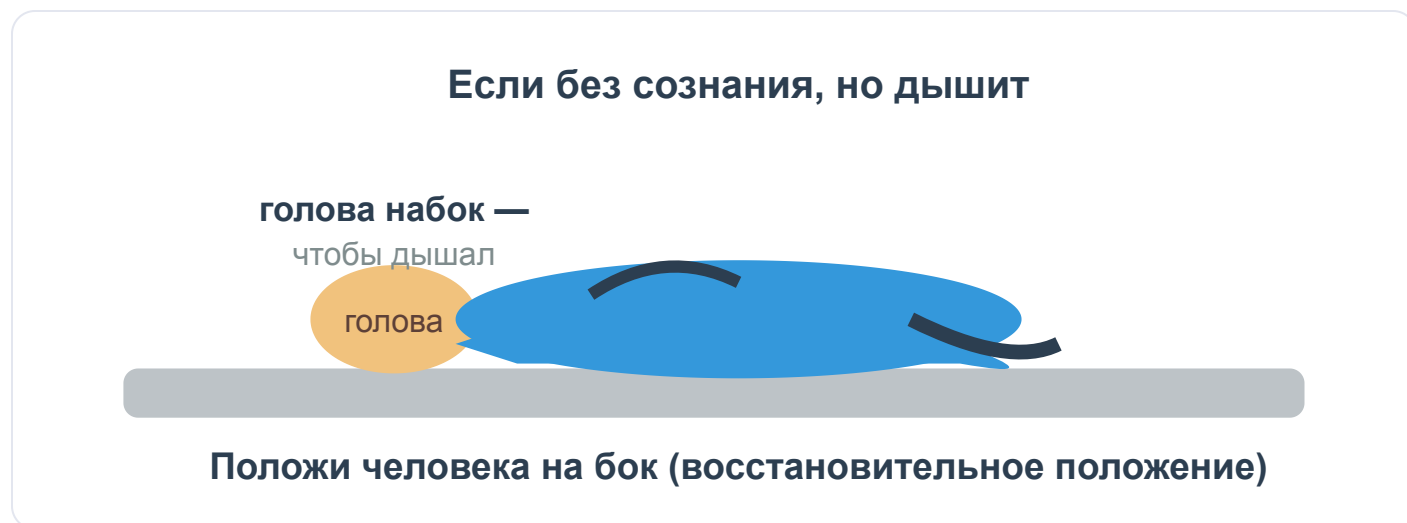 Если без сознания, но дышит
голова набок —
чтобы дышал
голова
Положи человека на бок (восстановительное положение)